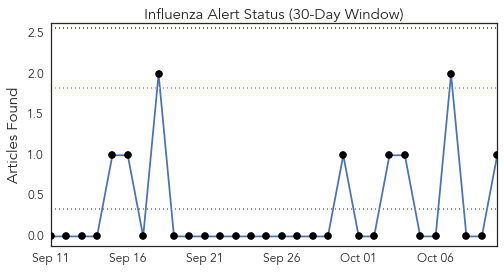 Influenza Alert Status (30-Day Window)
Articles Found
2.5
2.0
1.5
1.0
0.5
0.0
Sep 11 Sep 16 Sep 21 Sep 26 Oct 01 Oct 06